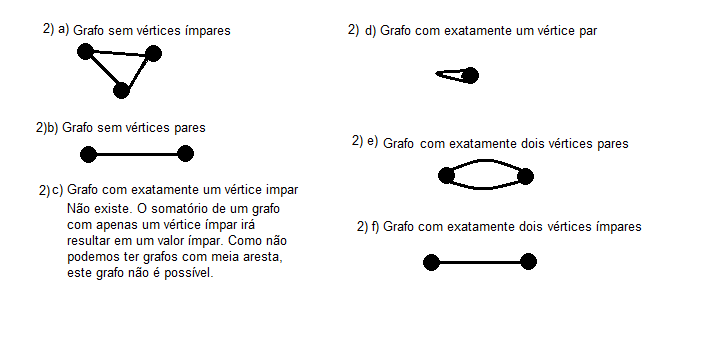 2) a) Grafo sem vértices ímpares
2)b) Grafo sem vértices pares
2) c) Grafo com exatamente um vértice impar
Não existe. O somatório de um grafo
com apenas um vértice ímpar irá
resultar em um valor ímpar. Como não
podemos ter grafos com meia aresta,
este grafo não é possível.
2) d) Grafo com exatamente um vértice par
2) e) Grafo com exatamente dois vértices pares
2) f) Grafo com exatamente dois vértices ímpares